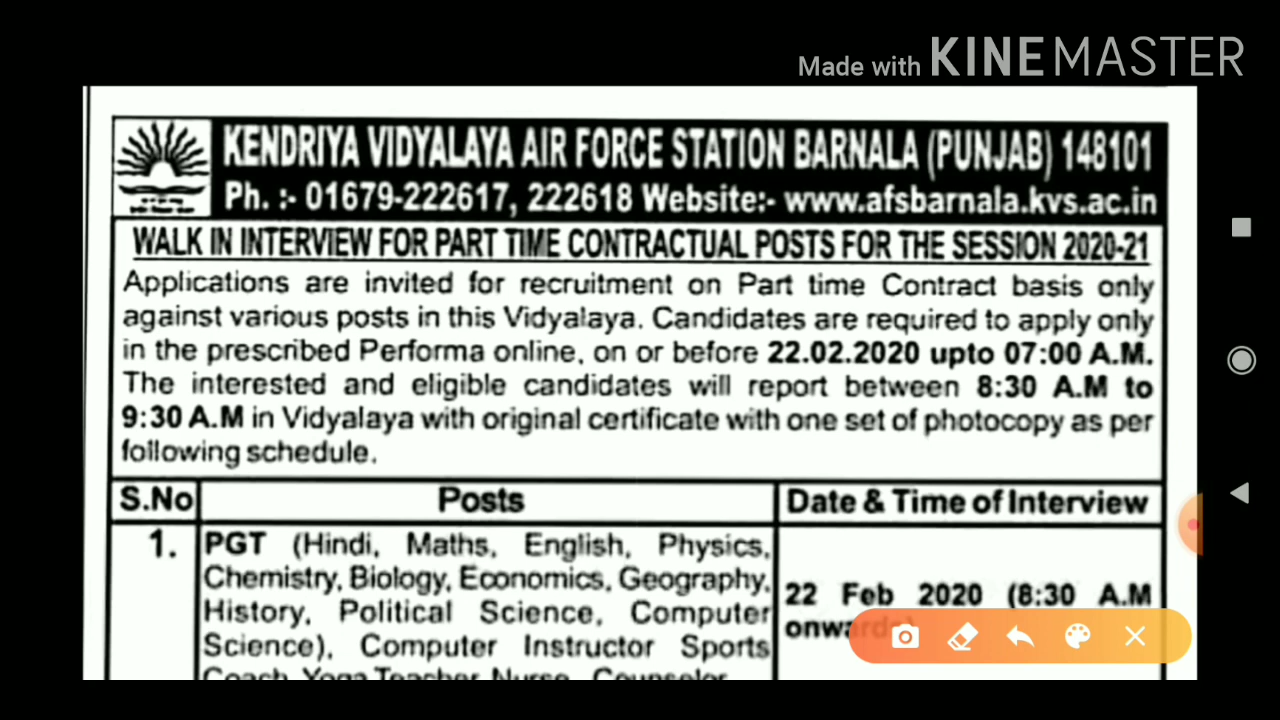 Made with KINEMASTER
KENDRIYA VIDYALAYA AIR FORCE STATION BARNALA (PUNJAB) 148101
Ph. :- 01679-222617, 222618 Website:- www.afsbarnala.kvs.ac.in
WALK IN INTERVIEW FOR PART TIME CONTRACTUAL POSTS FOR THE SESSION 2020-21
Applications are invited for recruitment on Part time Contract basis only
against various posts in this Vidyalaya. Candidates are required to apply only
in the prescribed Performa online, on or before 22.02.2020 upto 07:00 A.M.
The interested and eligible candidates will report between 8:30 A.M to
9:30 A.M in Vidyalaya with original certificate with one set of photocopy as per
following schedule.
S.No Posts Date & Time of Interview
1. PGT (Hindi, Maths, English, Physics,
Chemistry, Biology, Economics, Geography,
History, Political Science, Computer
Science), Computer Instructor Sports
Coach, Yoga Teacher, Nurse, Counselor
22 Feb 2020 (8:30 A.M
onwards)